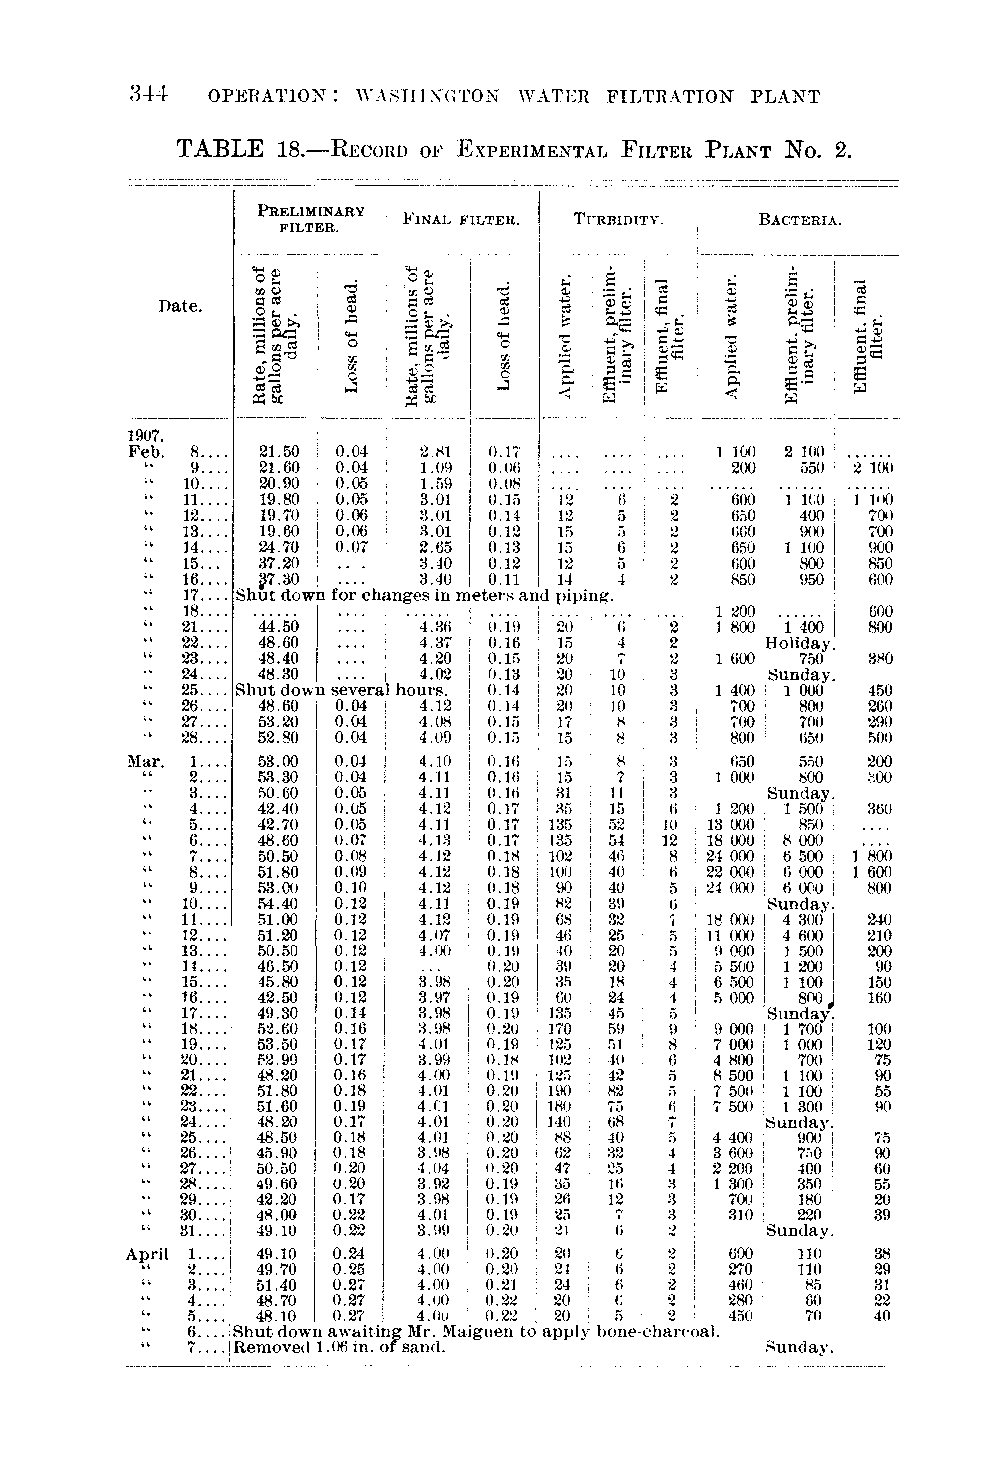 344 OPERATION: WASHINGTON WATER FILTRATION PLANT
TABLE 18.—RECORD OF EXPERIMENTAL FILTER PLANT NO. 2.
Date. PRELIMINARY FILTER. FINAL FILTER. TURBIDITY. BACTERIA.
Rate, millions of gallons per acre daily. Loss of head. Rate, millions of gallons per acre daily. Loss of head. Applied water. Effluent, preliminary filter. Effluent, final filter. Applied water. Effluent, preliminary filter. Effluent, final filter.
1907.
Feb. 8.... 21.50 0.04 2.81 0.17 .... .... .... 1 100 2 100 ......
“ 9.... 21.60 0.04 1.09 0.06 .... .... .... 200 550 2 100
“ 10.... 20.90 0.05 1.59 0.08 .... .... .... ...... ...... ......
“ 11.... 19.80 0.05 3.01 0.15 12 6 2 600 1 100 1 100
“ 12.... 19.70 0.06 3.01 0.14 12 5 2 650 400 700
“ 13.... 19.60 0.06 3.01 0.12 15 5 2 660 900 700
“ 14.... 24.70 0.07 2.65 0.13 15 6 2 650 1 100 900
“ 15... 37.20 .... 3.40 0.12 12 5 2 600 800 850
“ 16.... 37.30 .... 3.40 0.11 14 4 2 850 950 600
“ 17.... Shut down for changes in meters and piping.
“ 18.... ...... .... ...... .... .... .... .... 1 200 ...... 600
“ 21.... 44.50 .... 4.36 0.19 20 6 2 1 800 1 400 800
“ 22.... 48.60 .... 4.37 0.16 15 4 2 Holiday.
“ 23.... 48.40 .... 4.20 0.15 20 7 2 1 600 750 380
“ 24.... 48.30 .... 4.02 0.13 20 10 3 Sunday.
“ 25.... Shut down several hours. 0.14 20 10 3 1 400 1 000 450
“ 26.... 48.60 0.04 4.12 0.14 20 10 3 700 800 260
“ 27.... 53.20 0.04 4.08 0.15 17 8 3 700 700 290
“ 28.... 52.80 0.04 4.09 0.15 15 8 3 800 650 500
Mar. 1.... 53.00 0.04 4.10 0.16 15 8 3 650 550 200
“ 2.... 53.30 0.04 4.11 0.16 15 7 3 1 000 800 300
“ 3.... 50.60 0.05 4.11 0.16 31 11 3 Sunday.
“ 4.... 42.40 0.05 4.12 0.17 35 15 6 1 200 1 500 360
“ 5.... 42.70 0.05 4.11 0.17 135 52 10 13 000 850 ....
“ 6.... 48.60 0.07 4.13 0.17 135 54 12 18 000 8 000 ....
“ 7.... 50.50 0.08 4.12 0.18 102 46 8 24 000 6 500 1 800
“ 8.... 51.80 0.09 4.12 0.18 100 40 6 22 000 6 000 1 600
“ 9.... 53.00 0.10 4.12 0.18 90 40 5 24 000 6 000 800
“ 10.... 54.40 0.12 4.11 0.19 82 39 6 Sunday.
“ 11.... 51.00 0.12 4.12 0.19 68 32 7 18 000 4 300 240
“ 12.... 51.20 0.12 4.07 0.19 46 25 5 11 000 4 600 210
“ 13.... 50.50 0.12 4.00 0.19 40 20 5 9 000 1 500 200
“ 14.... 46.50 0.12 ... 0.20 39 20 4 5 500 1 200 90
“ 15.... 45.80 0.12 3.98 0.20 35 18 4 6 500 1 100 150
“ 16.... 42.50 0.12 3.97 0.19 60 24 4 5 000 800 160
“ 17.... 49.30 0.14 3.98 0.19 135 45 5 Sunday.
“ 18.... 52.60 0.16 3.98 0.20 170 59 9 9 000 1 700 100
“ 19.... 53.50 0.17 4.01 0.19 125 51 8 7 000 1 000 120
“ 20.... 52.90 0.17 3.99 0.18 102 40 6 4 800 700 75
“ 21.... 48.20 0.16 4.00 0.19 125 42 5 8 500 1 100 90
“ 22.... 51.80 0.18 4.01 0.20 190 82 5 7 500 1 100 55
“ 23.... 51.60 0.19 4.01 0.20 180 75 6 7 500 1 300 90
“ 24.... 48.20 0.17 4.01 0.20 140 68 7 Sunday.
“ 25.... 48.50 0.18 4.01 0.20 88 40 5 4 400 900 75
“ 26.... 45.90 0.18 3.98 0.20 62 32 4 3 600 750 90
“ 27.... 50.50 0.20 4.04 0.20 47 25 4 2 200 400 60
“ 28.... 49.60 0.20 3.92 0.19 35 16 3 1 300 350 55
“ 29.... 42.20 0.17 3.98 0.19 26 12 3 700 180 20
“ 30.... 48.00 0.22 4.01 0.19 25 7 3 310 220 39
“ 31.... 49.10 0.22 3.99 0.20 21 6 2 Sunday.
April 1.... 49.10 0.24 4.00 0.20 20 6 2 600 110 38
“ 2.... 49.70 0.25 4.00 0.20 21 6 2 270 110 29
“ 3.... 51.40 0.27 4.00 0.21 24 6 2 460 85 31
“ 4.... 48.70 0.27 4.00 0.22 20 6 2 280 60 22
“ 5.... 48.10 0.27 4.00 0.22 20 5 2 450 70 40
“ 6.... Shut down awaiting Mr. Maignen to apply bone-charcoal.
“ 7.... Removed 1.06 in. of sand. Sunday.